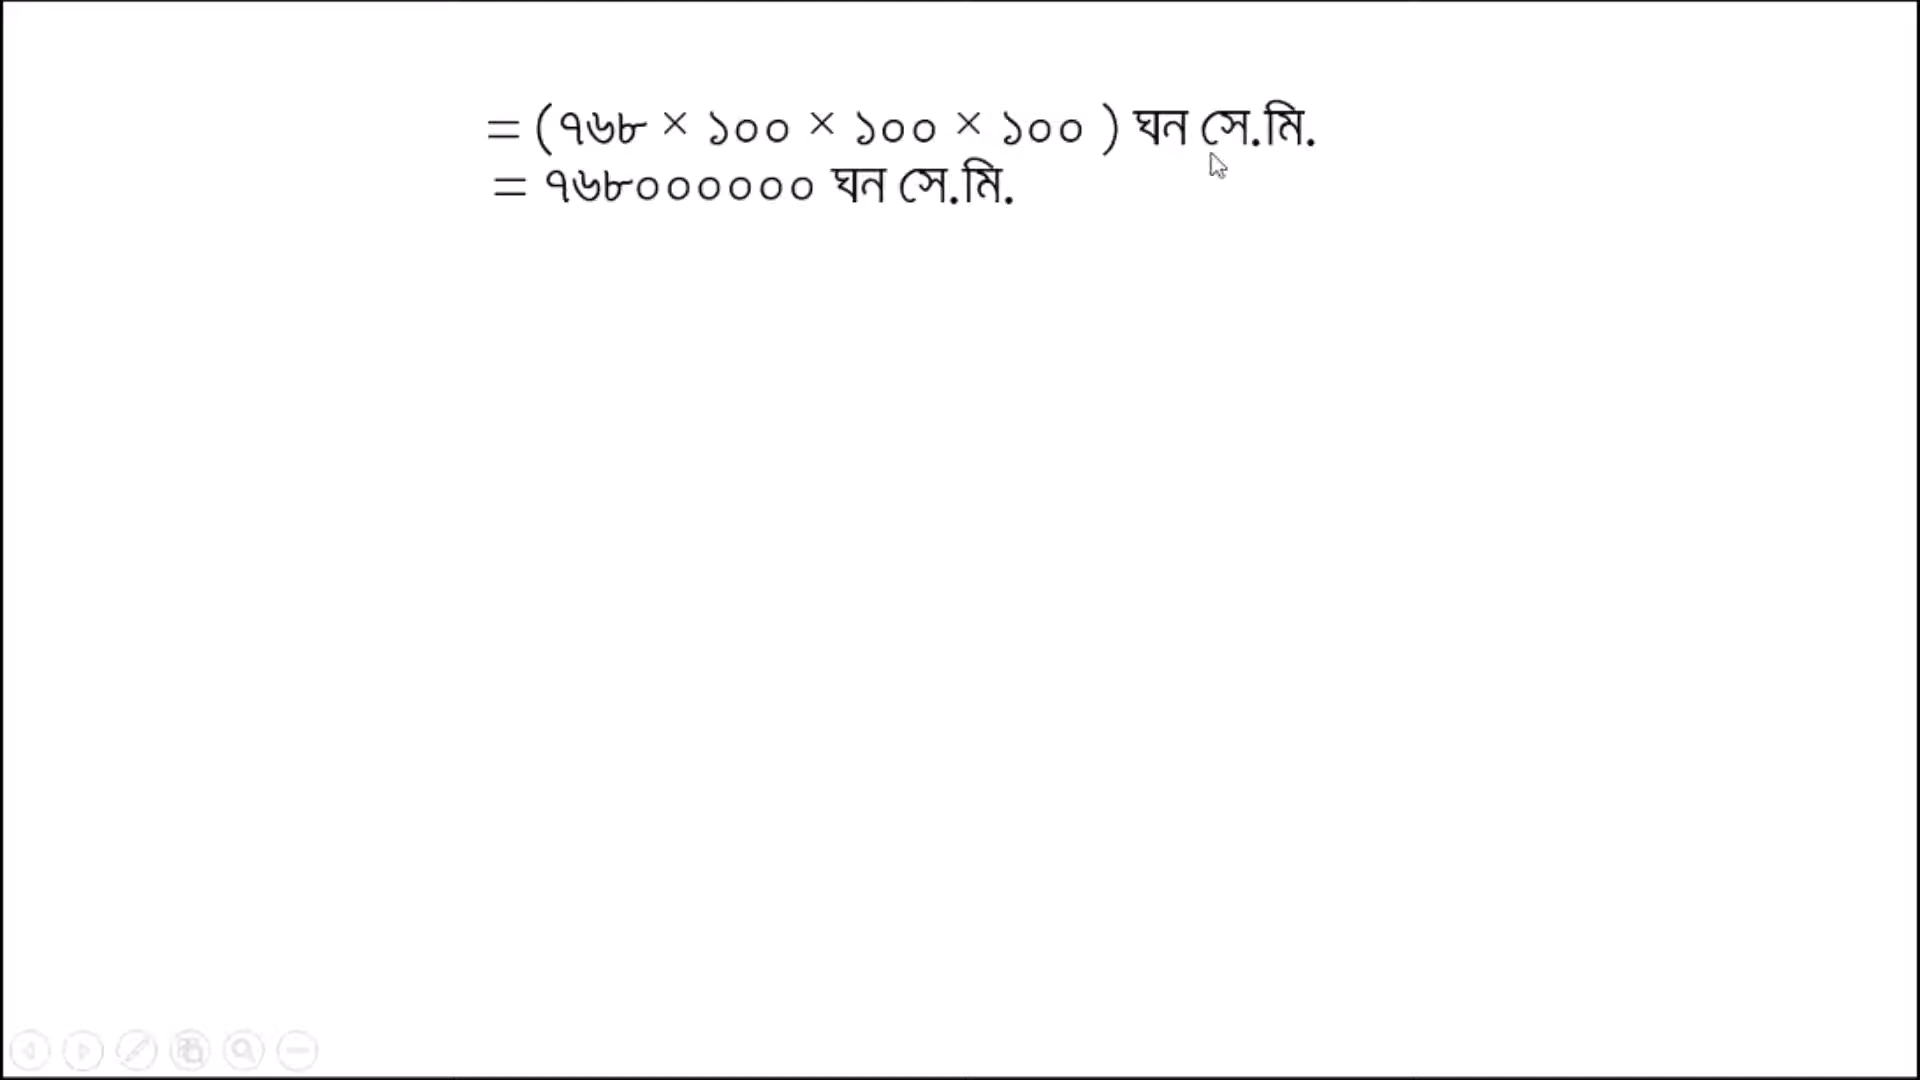 = (৭৬৮ × ১০০ × ১০০ × ১০০ ) ঘন সে.মি.
= ৭৬৮০০০০০০ ঘন সে.মি.